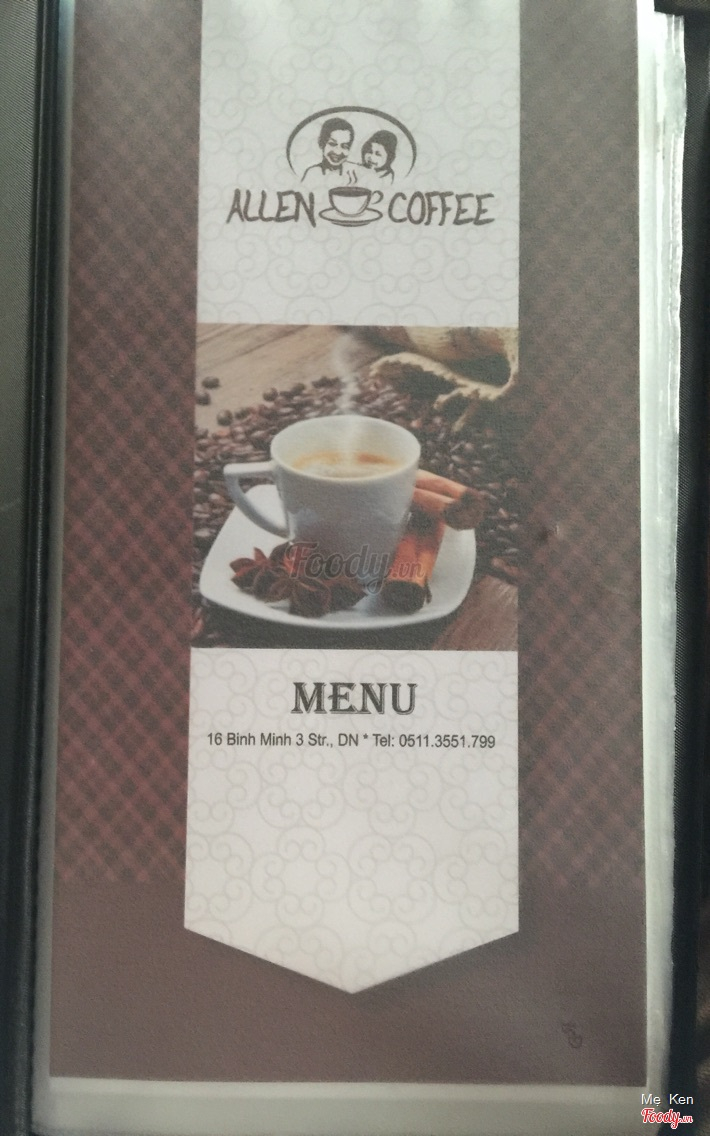 ALLEN COFFEE
Foody.vn
MENU
16 Binh Minh 3 Str., DN * Tel: 0511.3551.799
Me Ken
Foody.vn